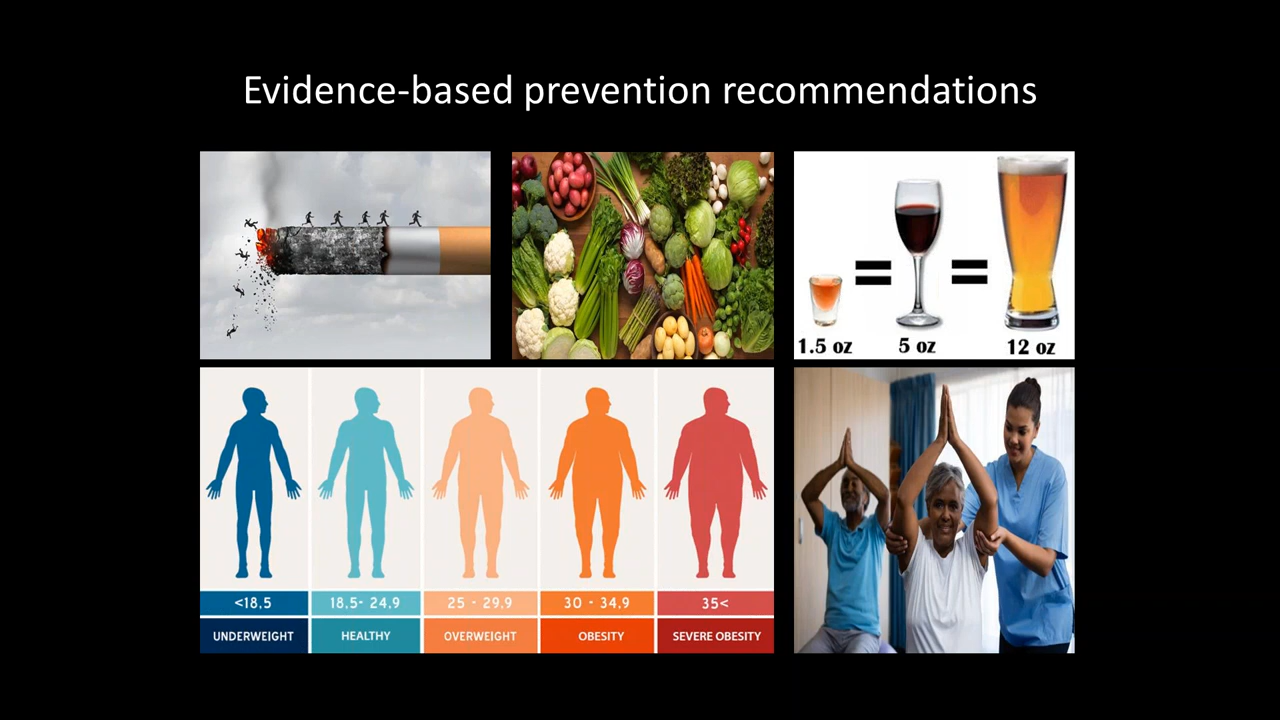 Evidence-based prevention recommendations
1.5 oz
5 oz
12 oz
<18,5
18,5- 24,9
25 - 29,9
30 - 34,9
35<
UNDERWEIGHT
HEALTHY
OVERWEIGHT
OBESITY
SEVERE OBESITY